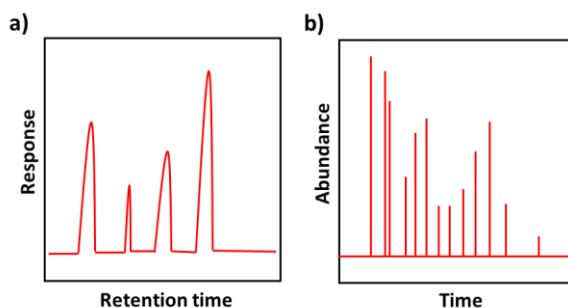 a)
Response
Retention time
b)
Abundance
Time